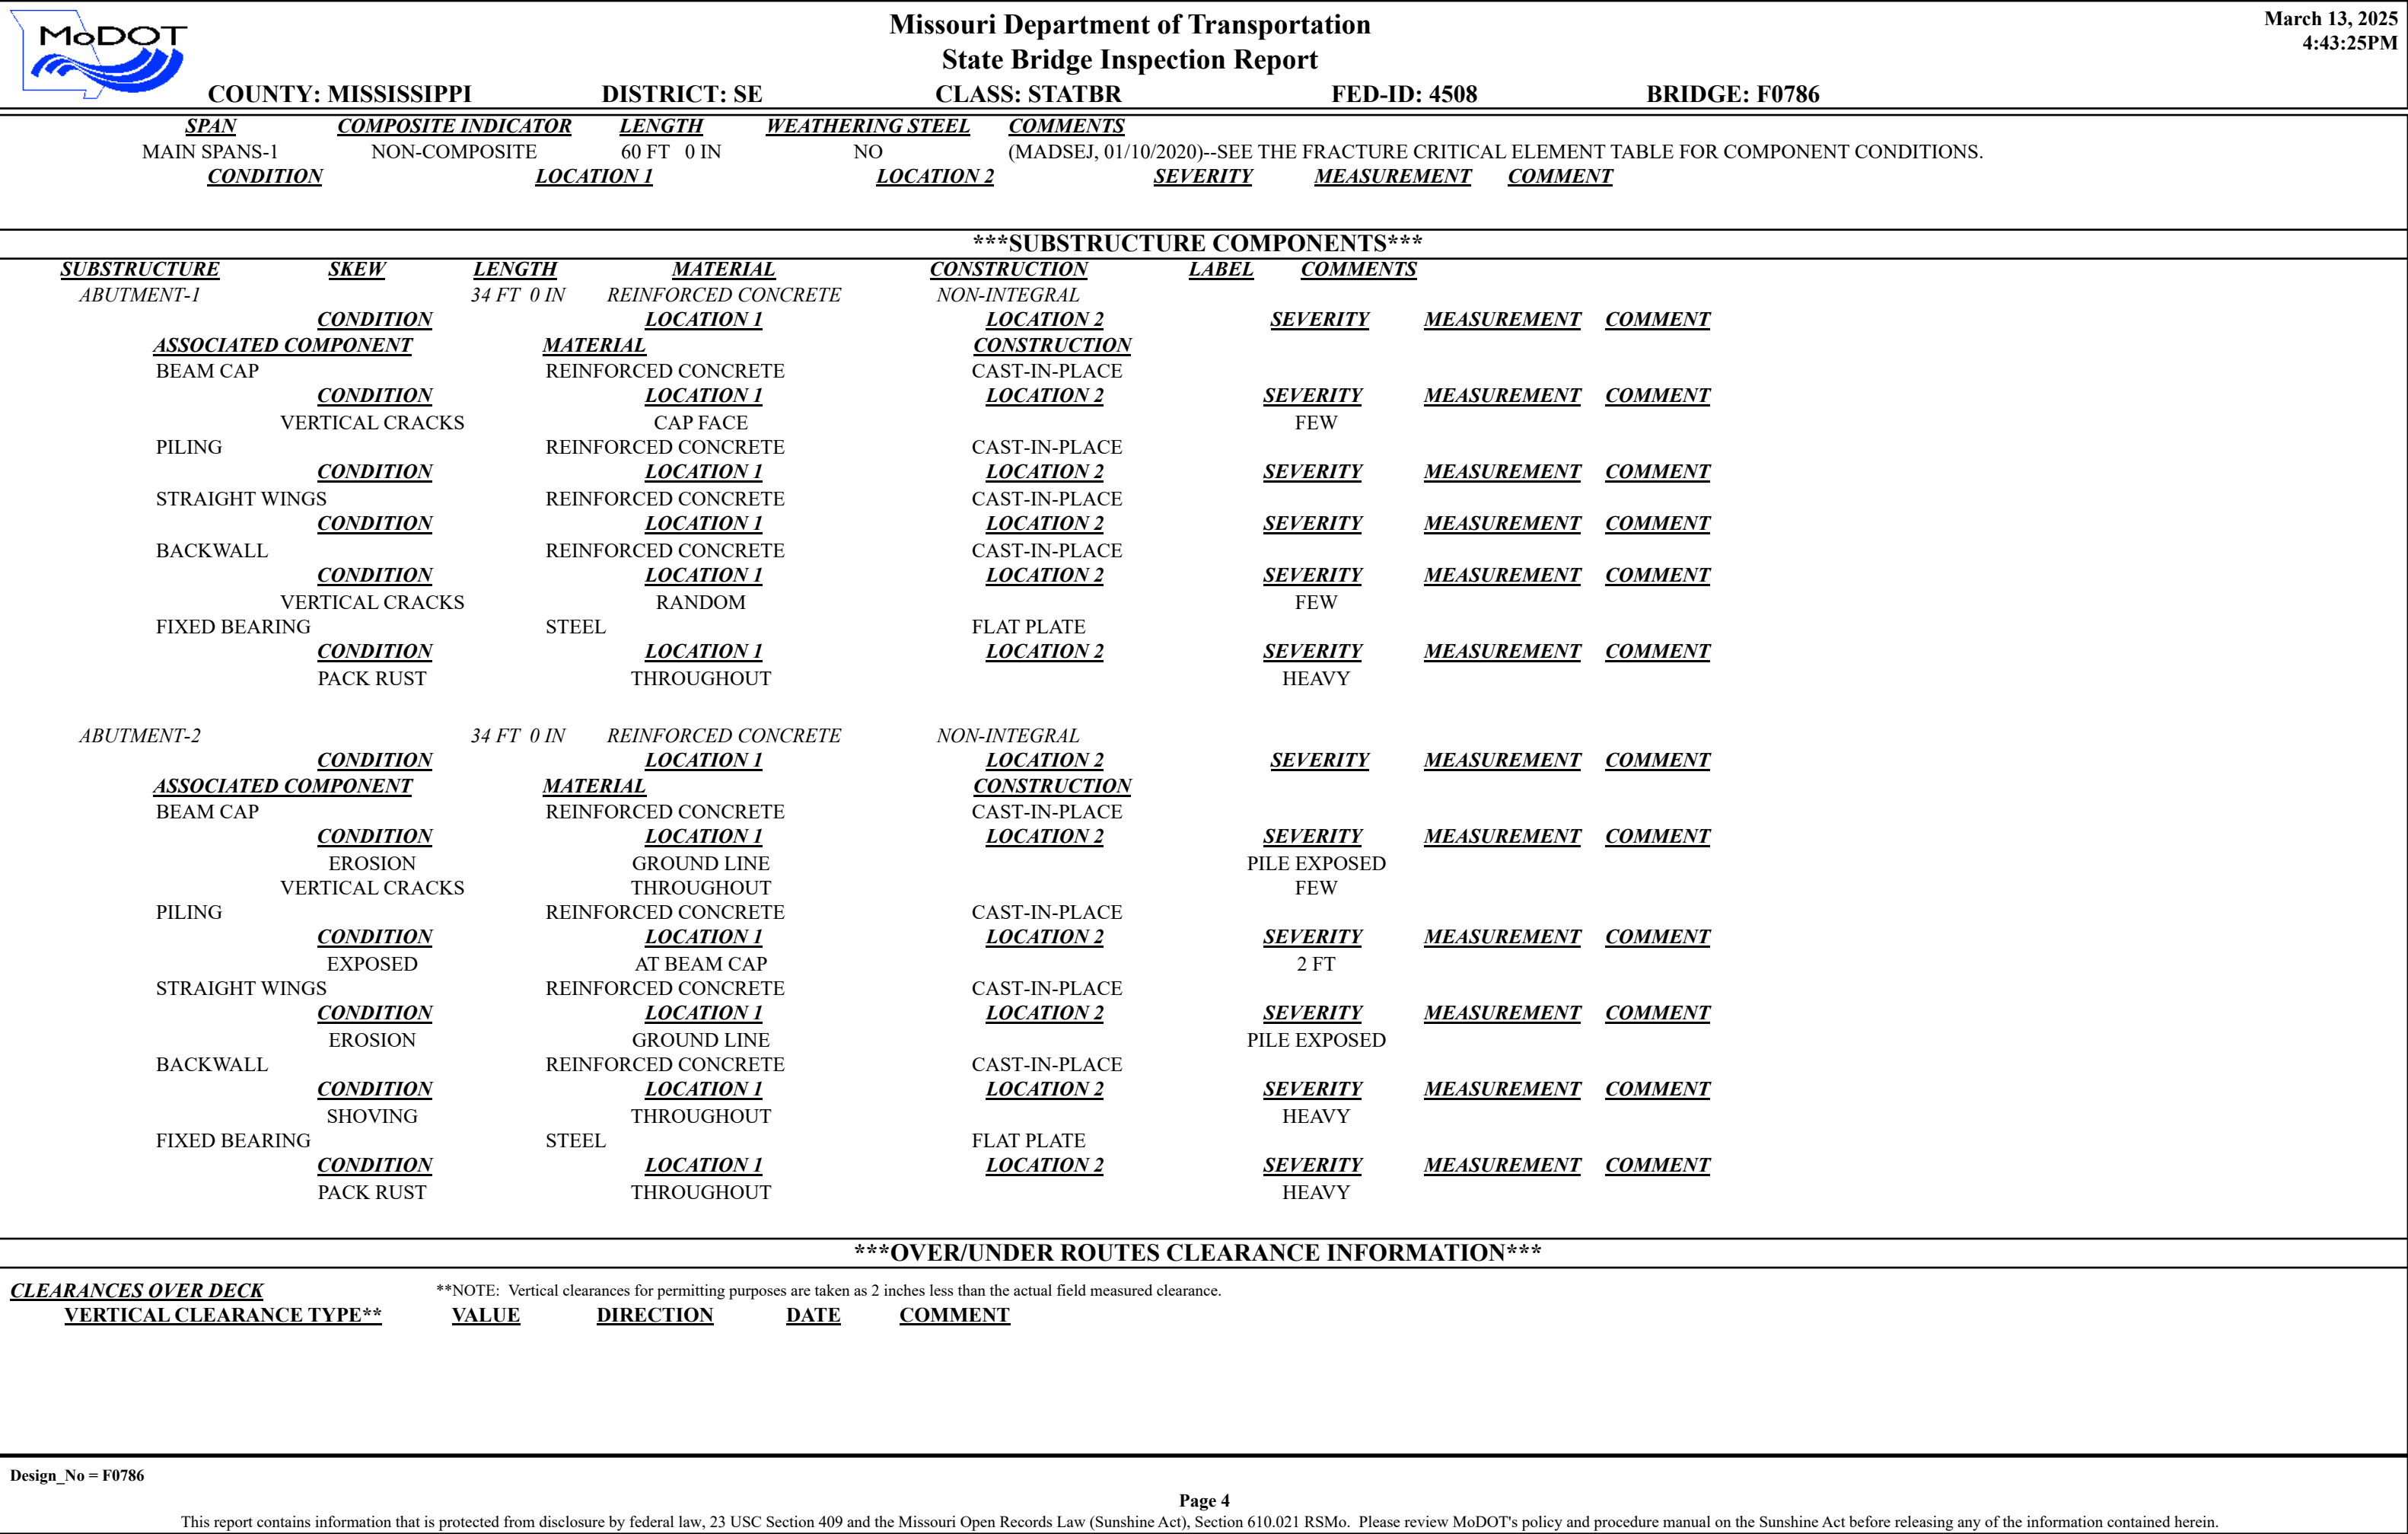 MoDOT
Missouri Department of Transportation
State Bridge Inspection Report
March 13, 2025
4:43:25PM
COUNTY: MISSISSIPPI DISTRICT: SE CLASS: STATBR FED-ID: 4508 BRIDGE: F0786
SPAN COMPOSITE INDICATOR LENGTH WEATHERING STEEL COMMENTS
MAIN SPANS-1 NON-COMPOSITE 60 FT 0 IN NO (MADSEJ, 01/10/2020)--SEE THE FRACTURE CRITICAL ELEMENT TABLE FOR COMPONENT CONDITIONS.
CONDITION LOCATION 1 LOCATION 2 SEVERITY MEASUREMENT COMMENT
***SUBSTRUCTURE COMPONENTS***
SUBSTRUCTURE SKEW LENGTH MATERIAL CONSTRUCTION LABEL COMMENTS
ABUTMENT-1 34 FT 0 IN REINFORCED CONCRETE NON-INTEGRAL
CONDITION LOCATION 1 LOCATION 2 SEVERITY MEASUREMENT COMMENT
ASSOCIATED COMPONENT MATERIAL CONSTRUCTION
BEAM CAP REINFORCED CONCRETE CAST-IN-PLACE
CONDITION LOCATION 1 LOCATION 2 SEVERITY MEASUREMENT COMMENT
VERTICAL CRACKS CAP FACE FEW
PILING REINFORCED CONCRETE CAST-IN-PLACE
CONDITION LOCATION 1 LOCATION 2 SEVERITY MEASUREMENT COMMENT
STRAIGHT WINGS REINFORCED CONCRETE CAST-IN-PLACE
CONDITION LOCATION 1 LOCATION 2 SEVERITY MEASUREMENT COMMENT
BACKWALL REINFORCED CONCRETE CAST-IN-PLACE
CONDITION LOCATION 1 LOCATION 2 SEVERITY MEASUREMENT COMMENT
VERTICAL CRACKS RANDOM FEW
FIXED BEARING STEEL FLAT PLATE
CONDITION LOCATION 1 LOCATION 2 SEVERITY MEASUREMENT COMMENT
PACK RUST THROUGHOUT HEAVY
ABUTMENT-2 34 FT 0 IN REINFORCED CONCRETE NON-INTEGRAL
CONDITION LOCATION 1 LOCATION 2 SEVERITY MEASUREMENT COMMENT
ASSOCIATED COMPONENT MATERIAL CONSTRUCTION
BEAM CAP REINFORCED CONCRETE CAST-IN-PLACE
CONDITION LOCATION 1 LOCATION 2 SEVERITY MEASUREMENT COMMENT
EROSION GROUND LINE PILE EXPOSED
VERTICAL CRACKS THROUGHOUT FEW
PILING REINFORCED CONCRETE CAST-IN-PLACE
CONDITION LOCATION 1 LOCATION 2 SEVERITY MEASUREMENT COMMENT
EXPOSED AT BEAM CAP 2 FT
STRAIGHT WINGS REINFORCED CONCRETE CAST-IN-PLACE
CONDITION LOCATION 1 LOCATION 2 SEVERITY MEASUREMENT COMMENT
EROSION GROUND LINE PILE EXPOSED
BACKWALL REINFORCED CONCRETE CAST-IN-PLACE
CONDITION LOCATION 1 LOCATION 2 SEVERITY MEASUREMENT COMMENT
SHOVING THROUGHOUT HEAVY
FIXED BEARING STEEL FLAT PLATE
CONDITION LOCATION 1 LOCATION 2 SEVERITY MEASUREMENT COMMENT
PACK RUST THROUGHOUT HEAVY
***OVER/UNDER ROUTES CLEARANCE INFORMATION***
CLEARANCES OVER DECK **NOTE: Vertical clearances for permitting purposes are taken as 2 inches less than the actual field measured clearance.
VERTICAL CLEARANCE TYPE** VALUE DIRECTION DATE COMMENT
Design_No = F0786
Page 4
This report contains information that is protected from disclosure by federal law, 23 USC Section 409 and the Missouri Open Records Law (Sunshine Act), Section 610.021 RSMo. Please review MoDOT's policy and procedure manual on the Sunshine Act before releasing any of the information contained herein.